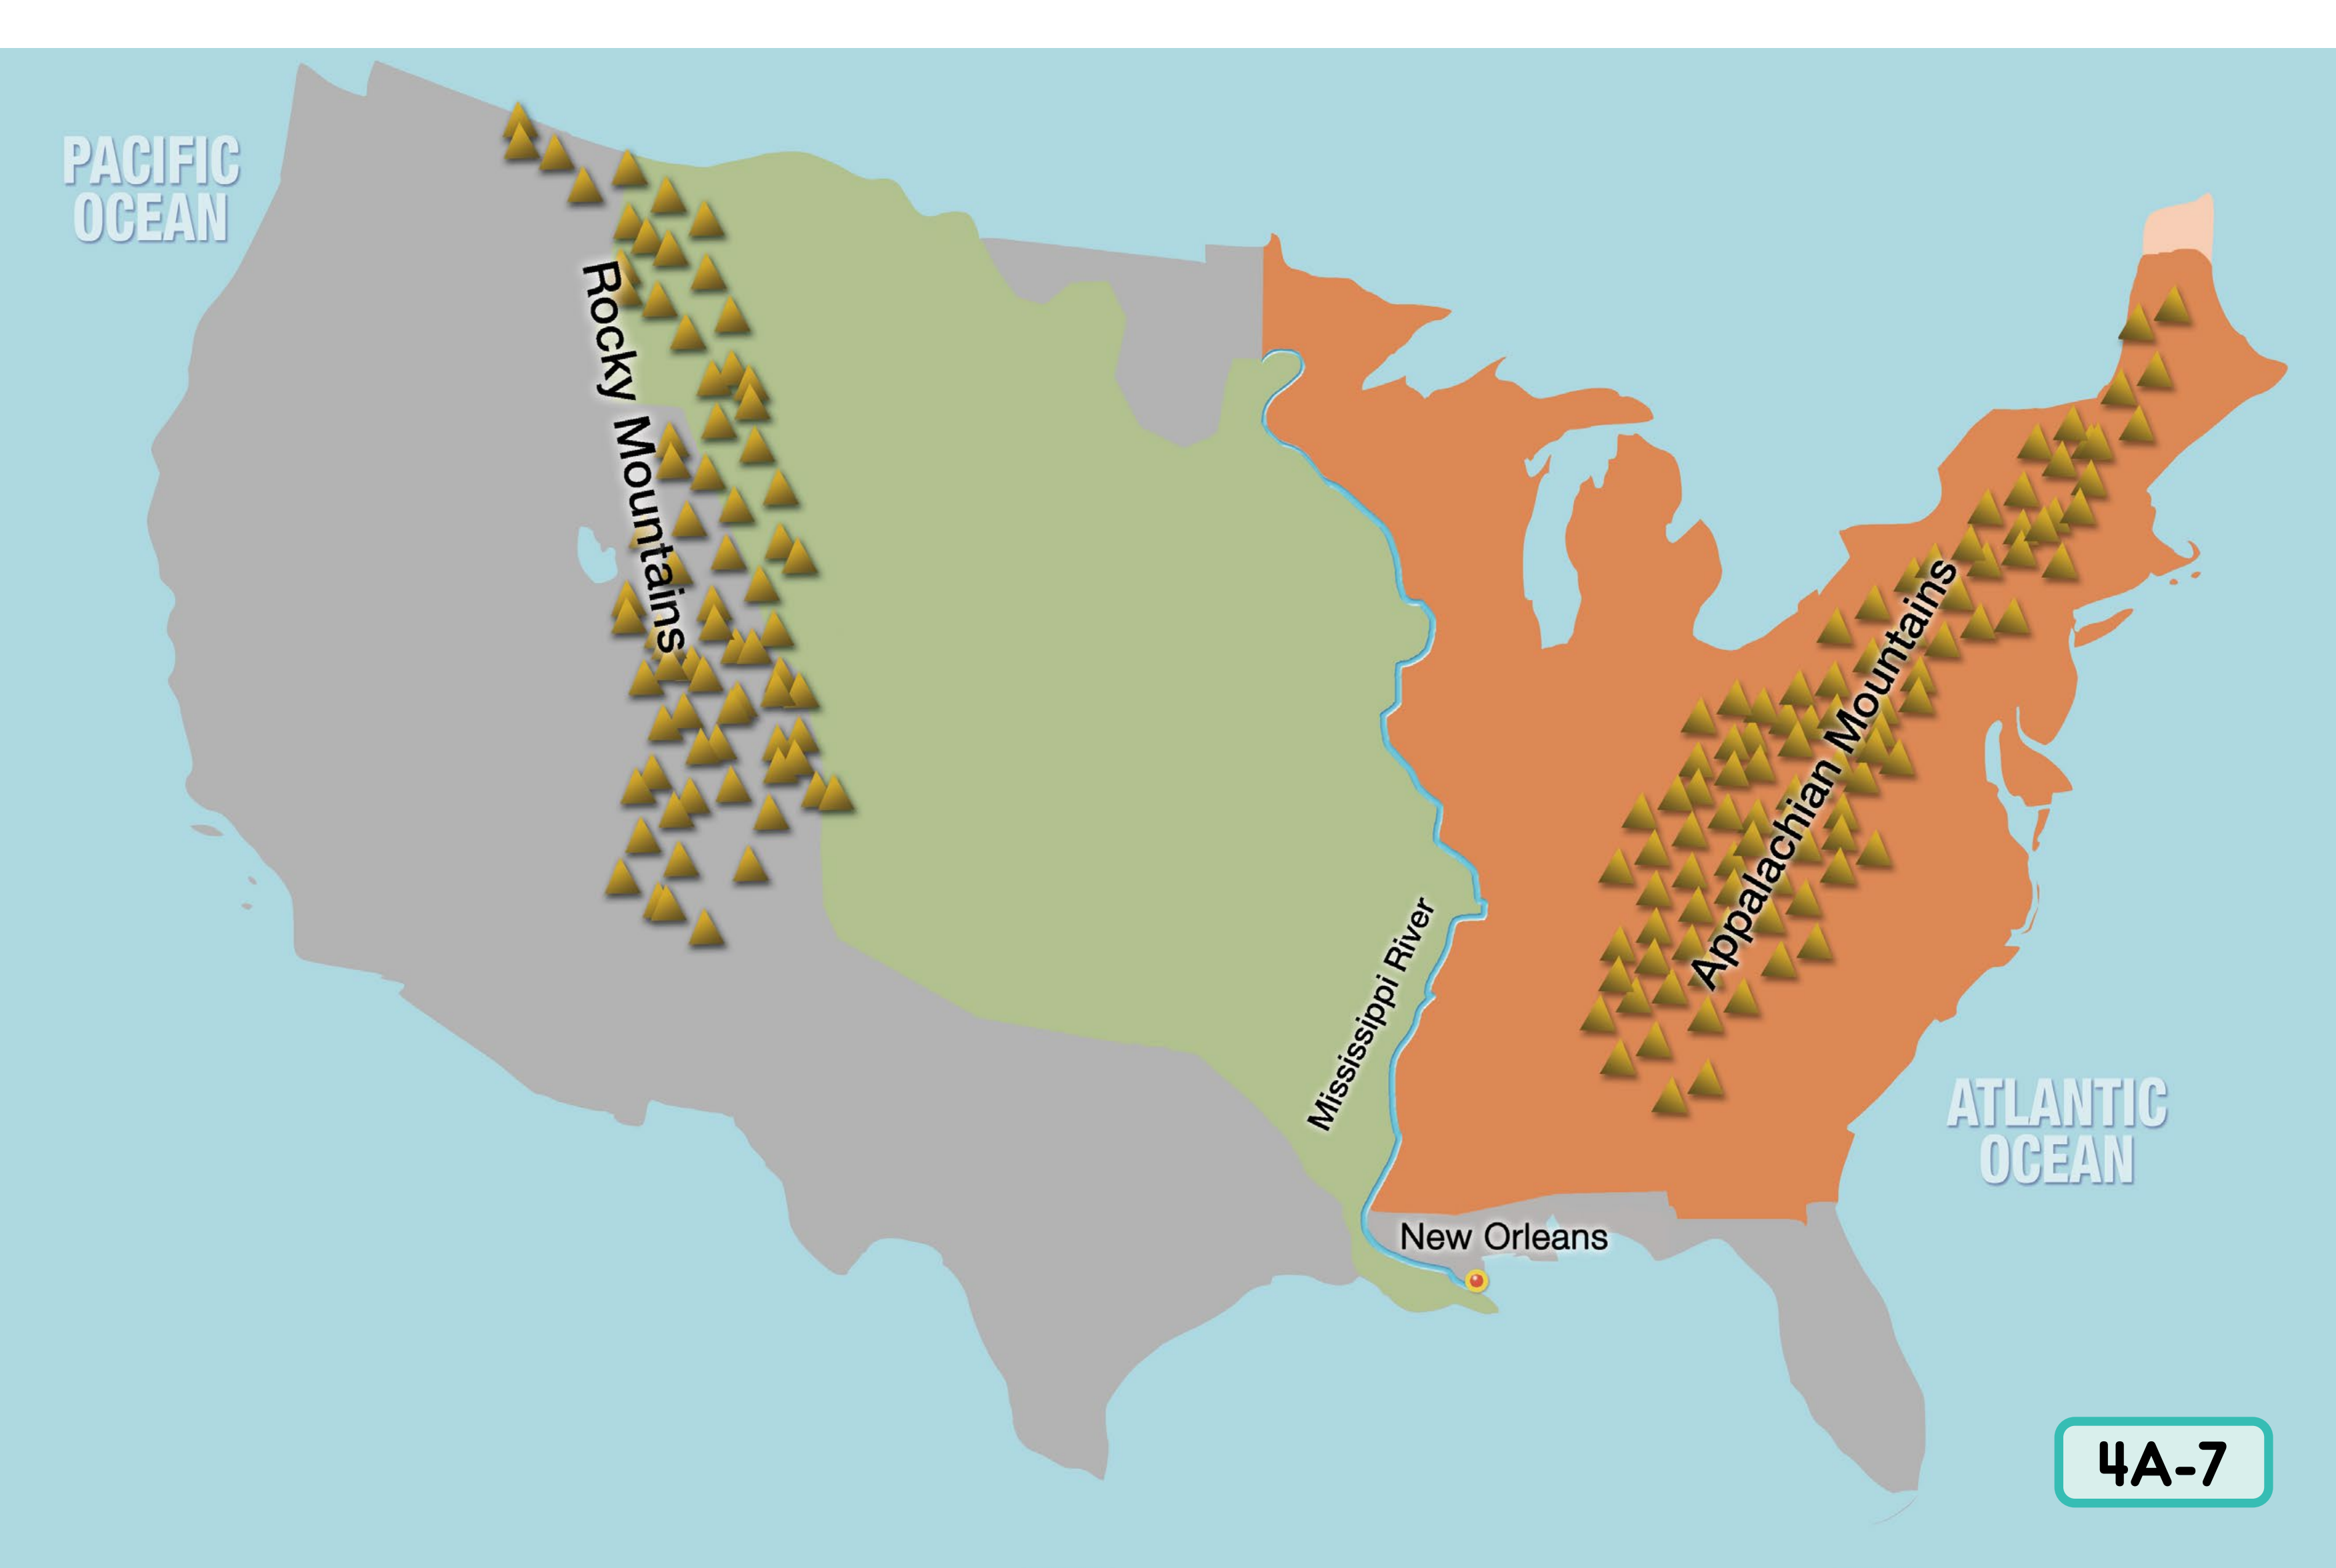 PACIFIC
OCEAN
Rocky Mountains
Appalachian Mountains
Mississippi River
New Orleans
ATLANTIC
OCEAN
4A-7